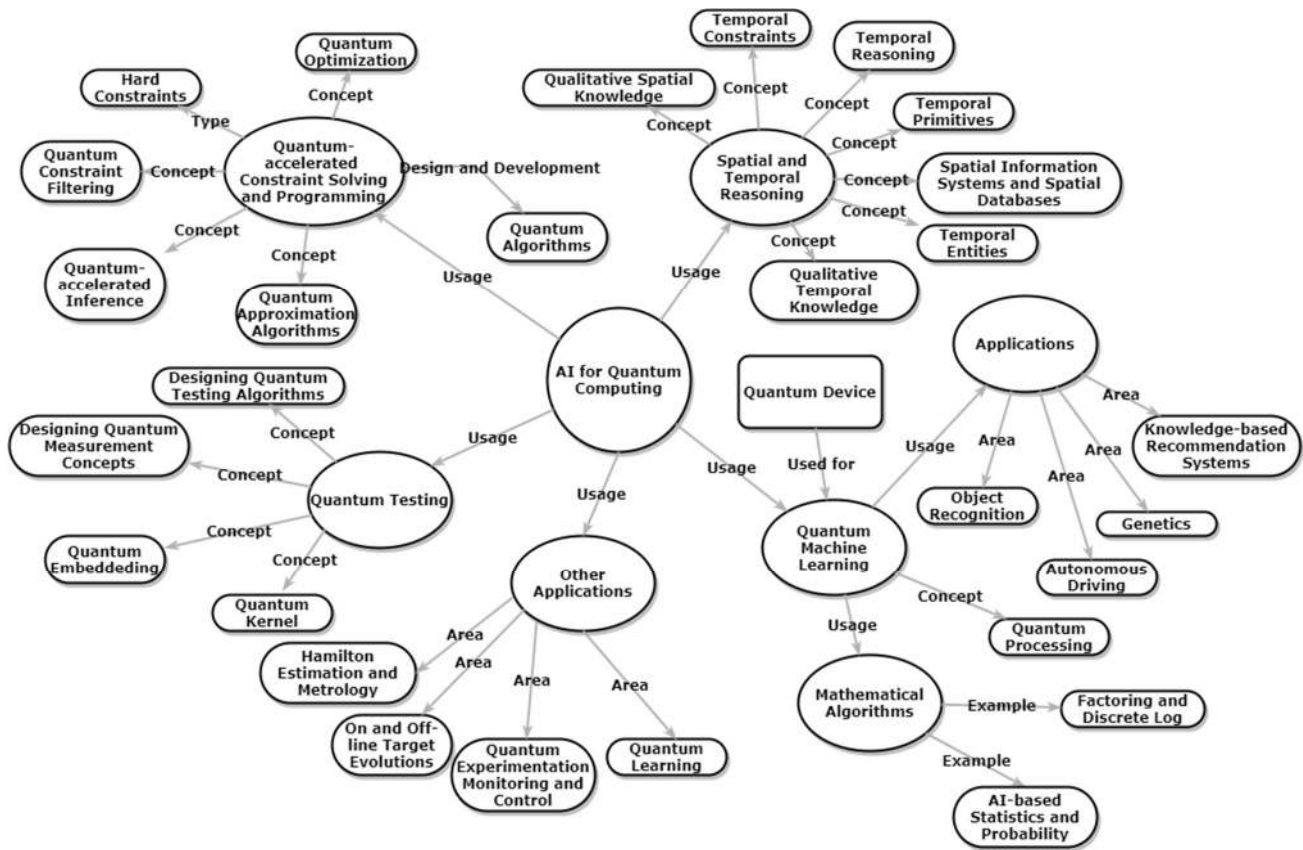 Quantum
Optimization
Hard
Constraints
Concept
Type
Quantum
Constraint
Filtering
Concept
Quantum-
accelerated
Constraint Solving
and Programming
Design and Development
Quantum
Algorithms
Concept
Quantum-
accelerated
Inference
Concept
Quantum
Approximation
Algorithms
Usage
Temporal
Constraints
Temporal
Reasoning
Qualitative Spatial
Knowledge
Concept
Concept
Concept
Temporal
Primitives
Concept
Spatial and
Temporal
Reasoning
Concept
Spatial Information
Systems and Spatial
Databases
Concept
Temporal
Entities
Concept
Qualitative
Temporal
Knowledge
Usage
AI for Quantum
Computing
Quantum Device
Used for
Applications
Usage
Area
Knowledge-based
Recommendation
Systems
Area
Object
Recognition
Area
Genetics
Area
Autonomous
Driving
Designing Quantum
Testing Algorithms
Concept
Designing Quantum
Measurement
Concepts
Concept
Usage
Quantum Testing
Concept
Quantum
Embeddeding
Concept
Quantum
Kernel
Usage
Other
Applications
Area
Hamilton
Estimation and
Metrology
Area
On and Off-
line Target
Evolutions
Area
Quantum
Experimentation
Monitoring and
Control
Area
Quantum
Learning
Usage
Quantum
Machine
Learning
Concept
Quantum
Processing
Usage
Mathematical
Algorithms
Example
Factoring and
Discrete Log
Example
AI-based
Statistics and
Probability